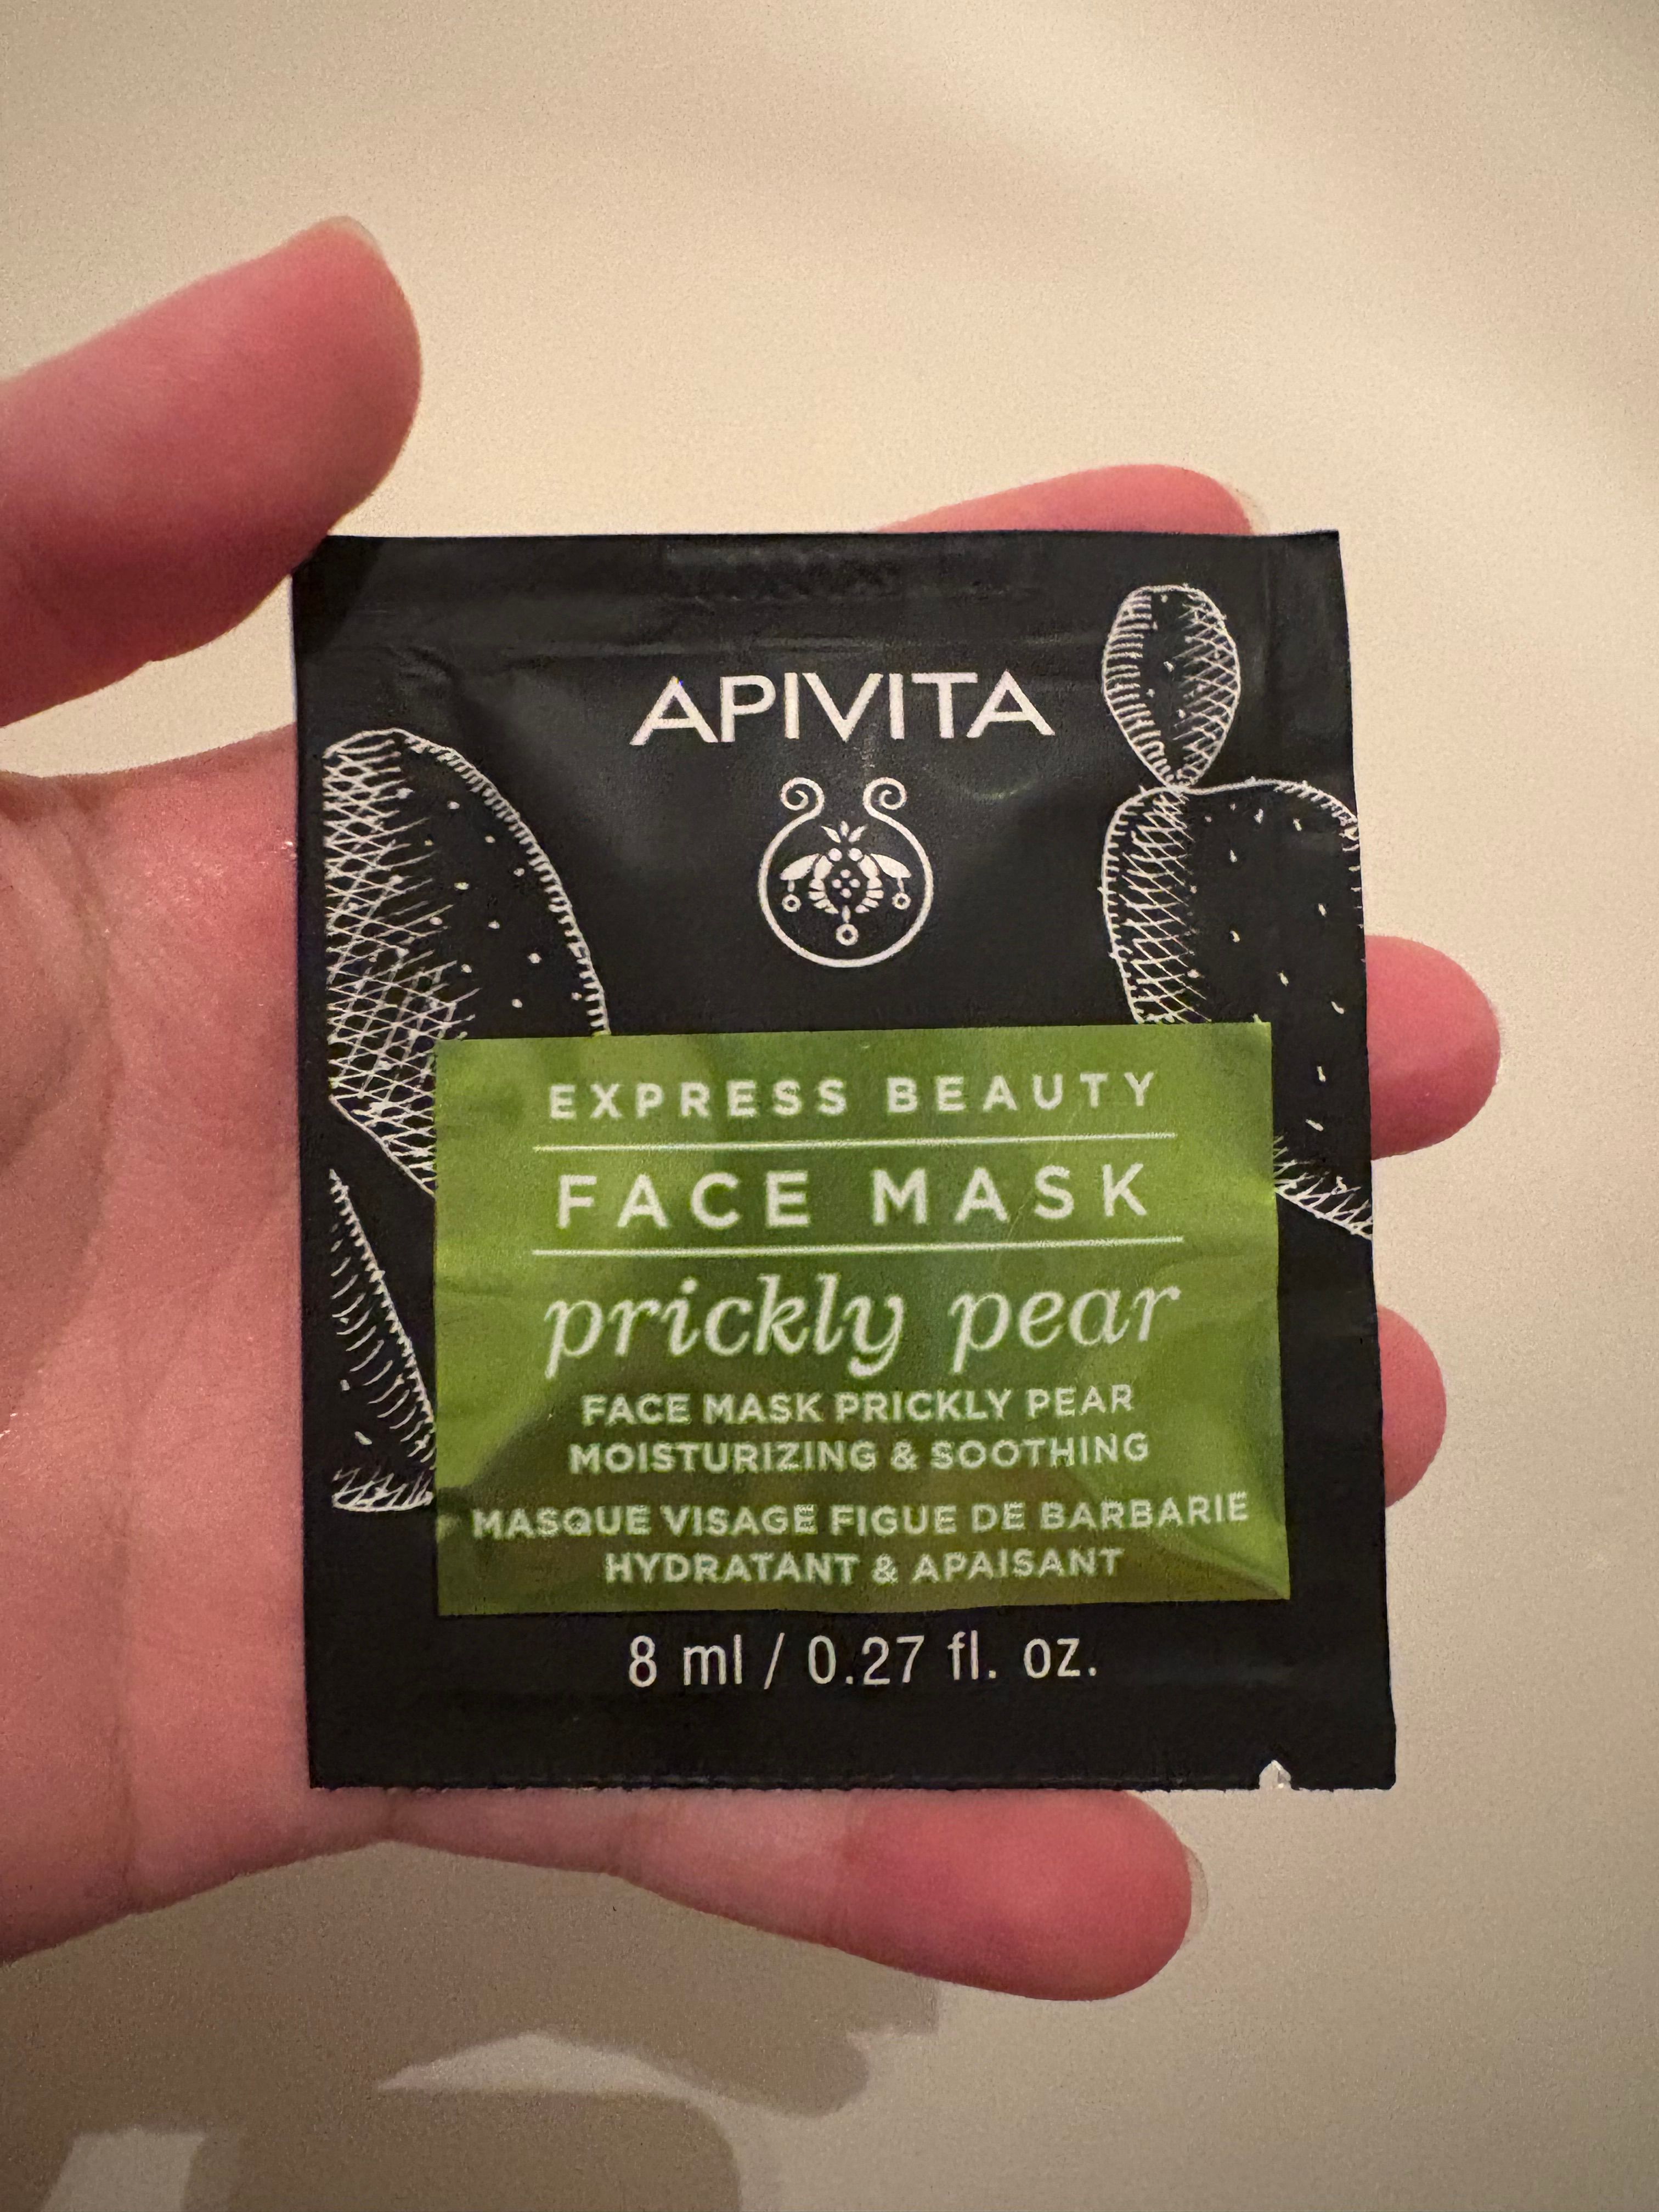 APIVITA
EXPRESS BEAUTY
FACE MASK
prickly pear
FACE MASK PRICKLY PEAR
MOISTURIZING & SOOTHING
MASQUE VISAGE FIGUE DE BARBARIE
HYDRATANT & APAISANT
8 ml / 0.27 fl. oz.